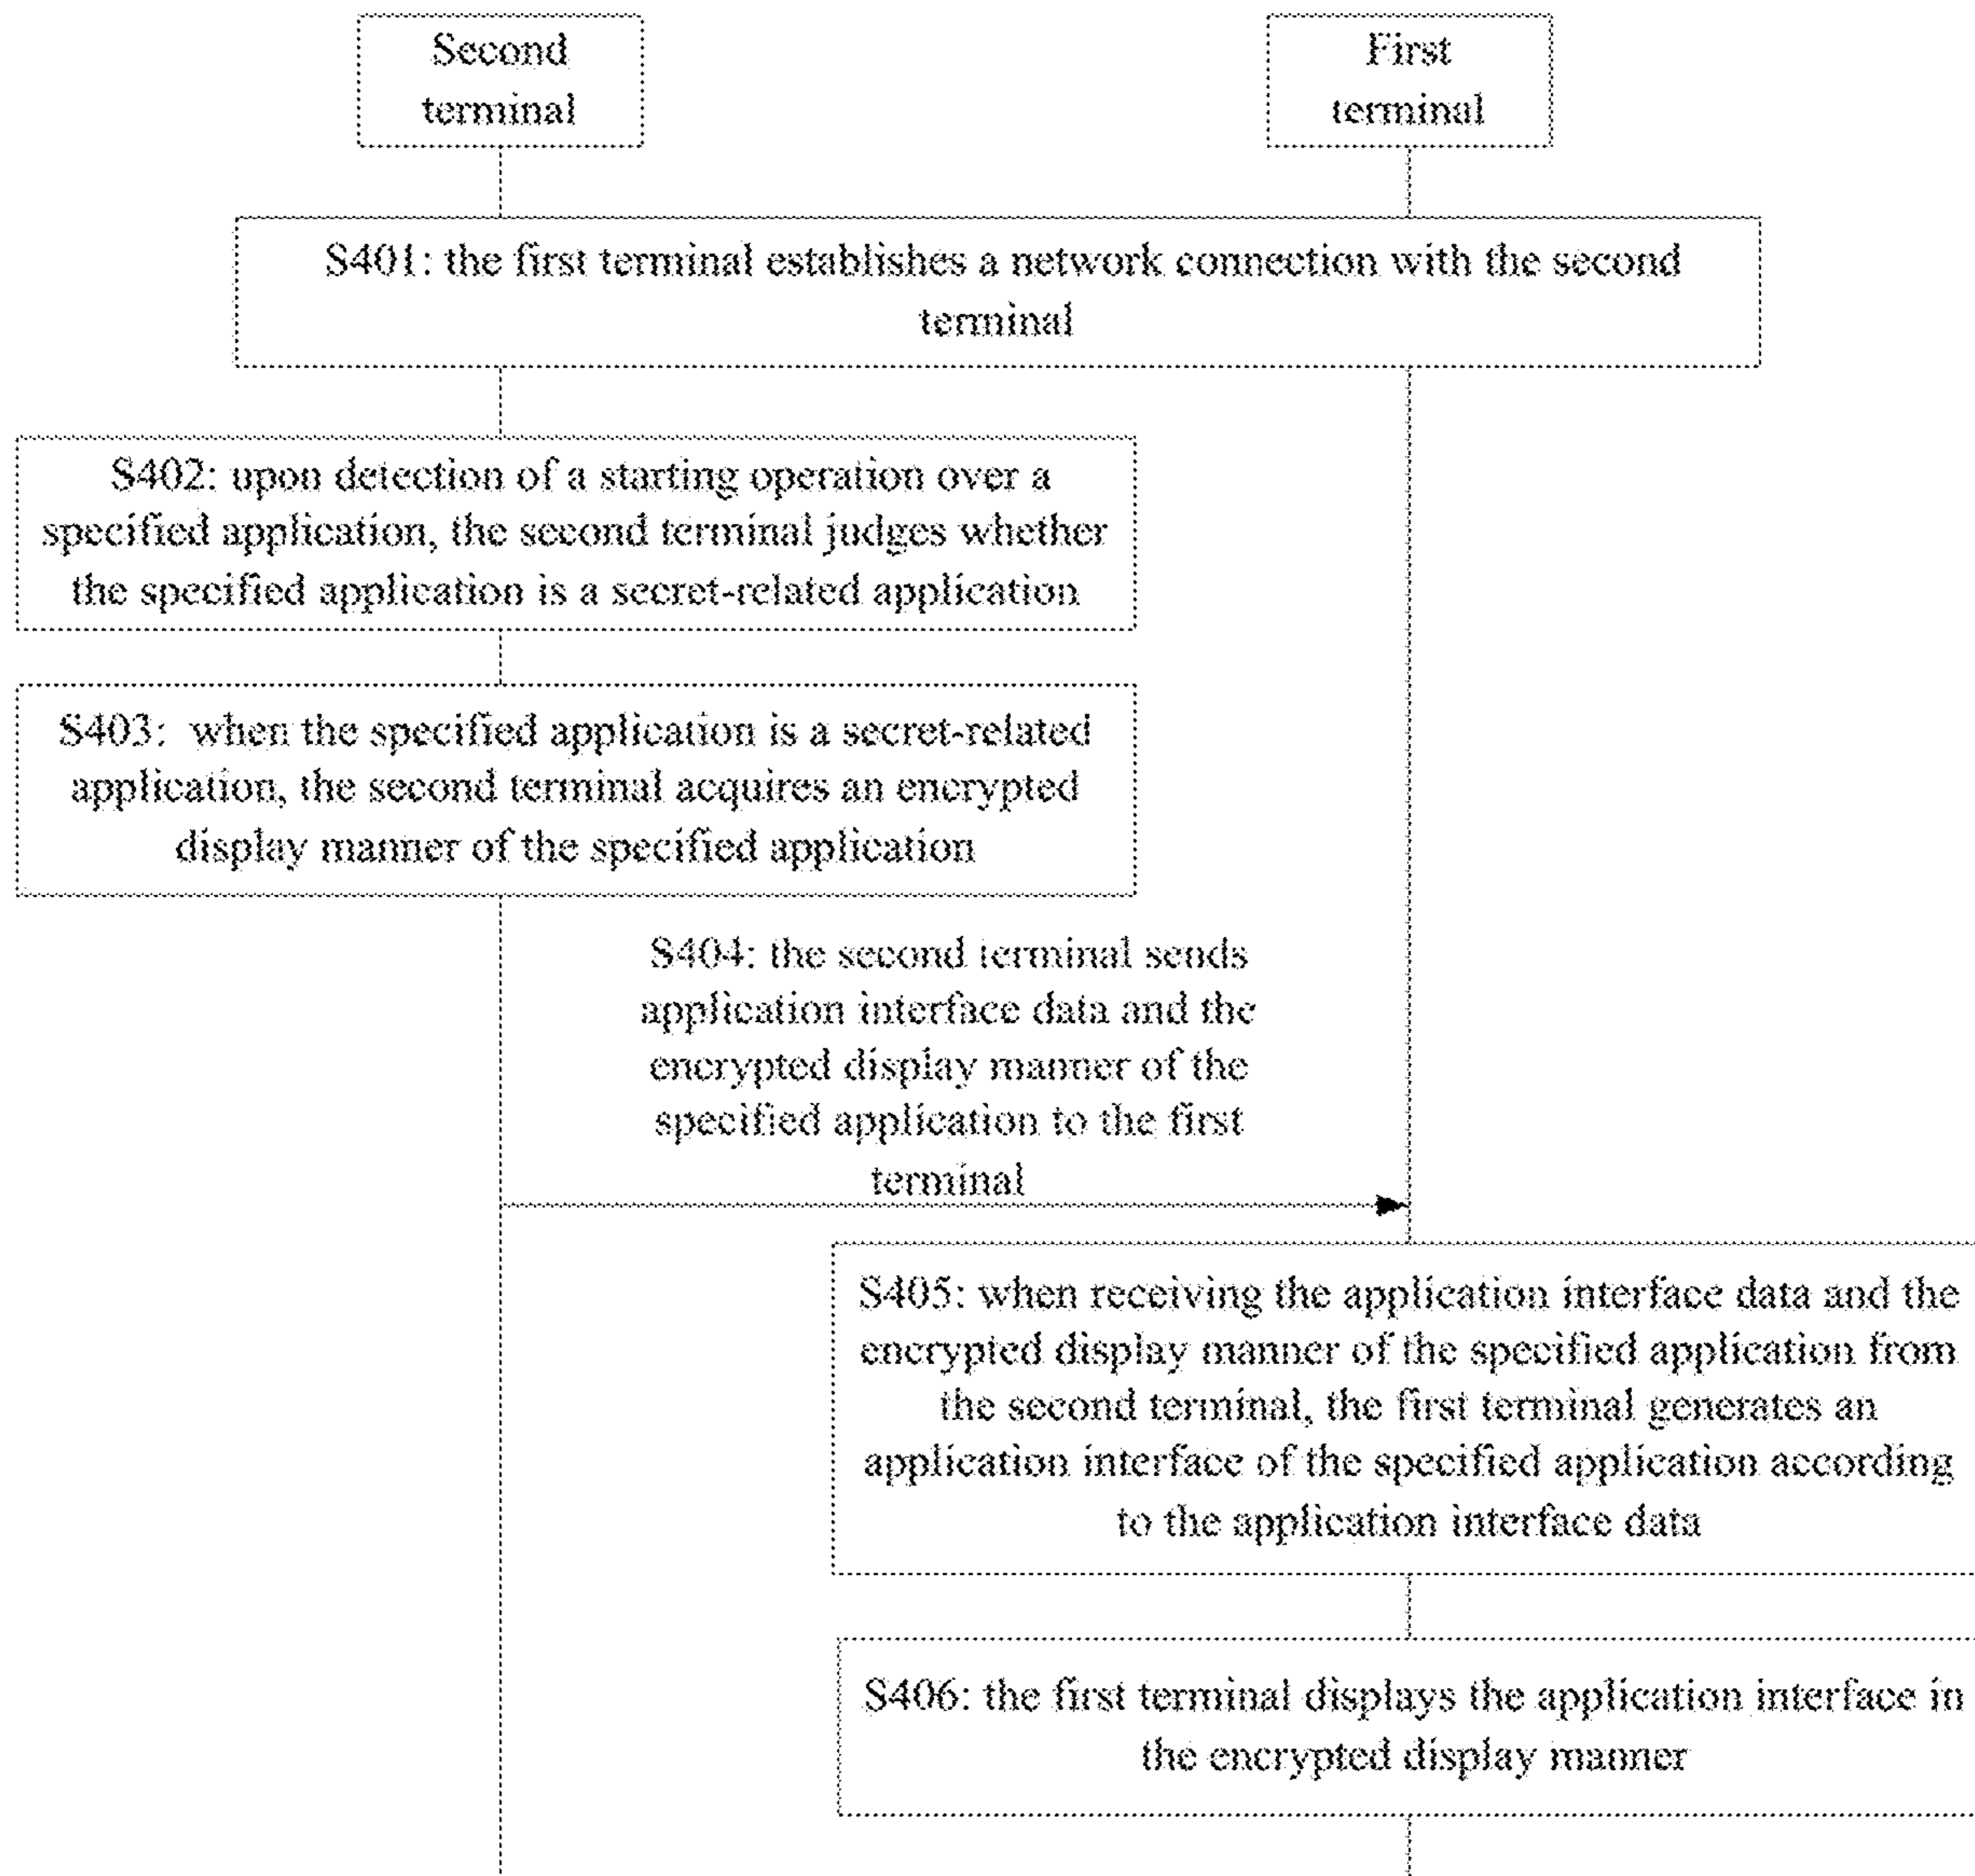 Second
terminal
First
terminal
S401: the first terminal establishes a network connection with the second
terminal
S402: upon detection of a starting operation over a
specified application, the second terminal judges whether
the specified application is a secret-related application
S403: when the specified application is a secret-related
application, the second terminal acquires an encrypted
display manner of the specified application
S404: the second terminal sends
application interface data and the
encrypted display manner of the
specified application to the first
terminal
S405: when receiving the application interface data and the
encrypted display manner of the specified application from
the second terminal, the first terminal generates an
application interface of the specified application according
to the application interface data
S406: the first terminal displays the application interface in
the encrypted display manner